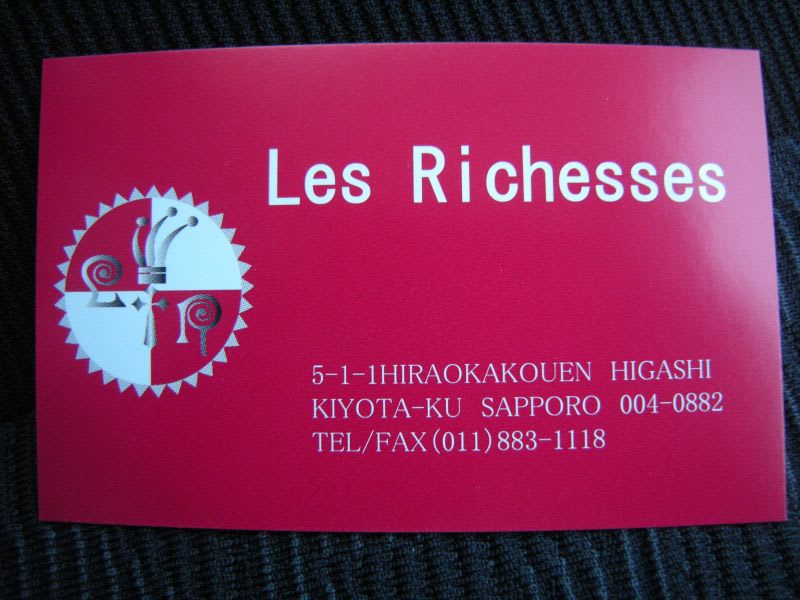 Les Richesses
5-1-1HIRAOKAKOUEN HIGASHI
KIYOTA-KU SAPPORO 004-0882
TEL/FAX(011)883-1118